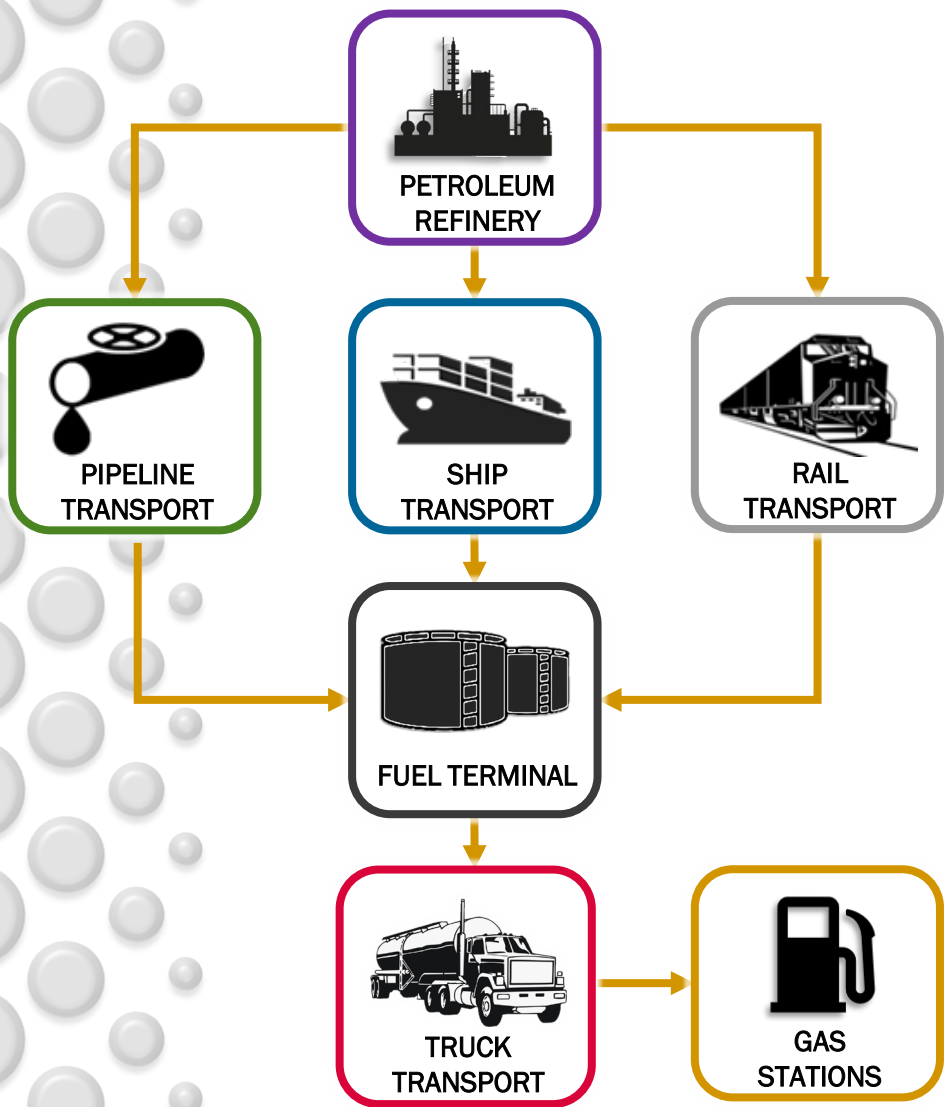 PETROLEUM
REFINERY
PIPELINE
TRANSPORT
SHIP
TRANSPORT
RAIL
TRANSPORT
FUEL TERMINAL
TRUCK
TRANSPORT
GAS
STATIONS